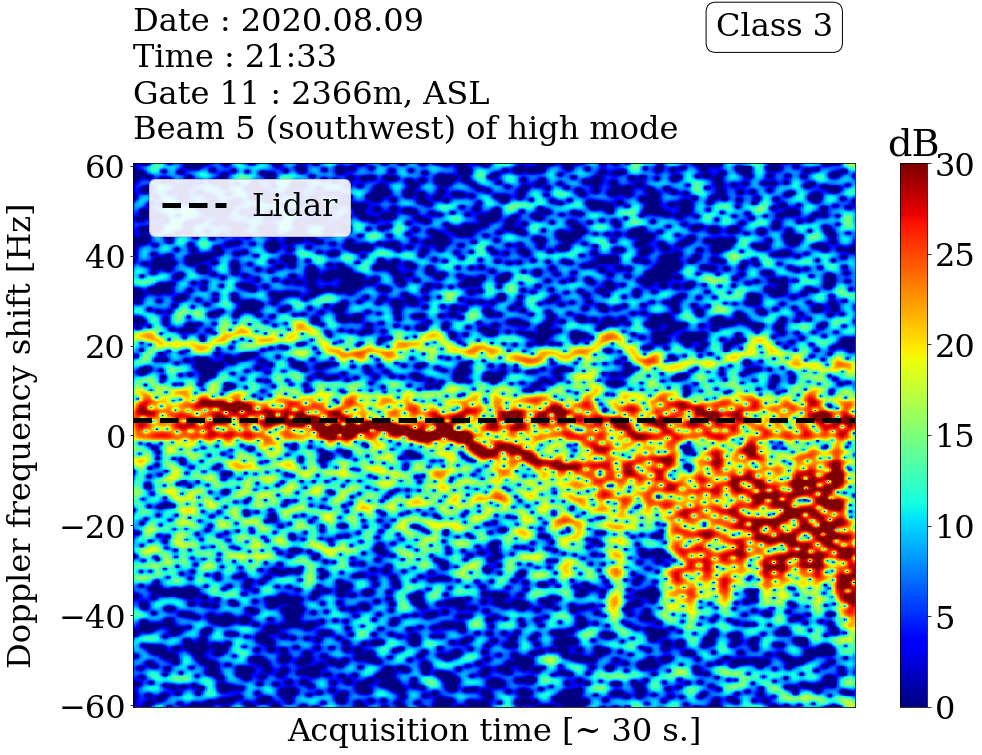 Date : 2020.08.09
Time : 21:33
Gate 11 : 2366m, ASL
Beam 5 (southwest) of high mode
Class 3
dB
Lidar
Doppler frequency shift [Hz]
60
40
20
0
−20
−40
−60
Acquisition time [~ 30 s.]
30
25
20
15
10
5
0